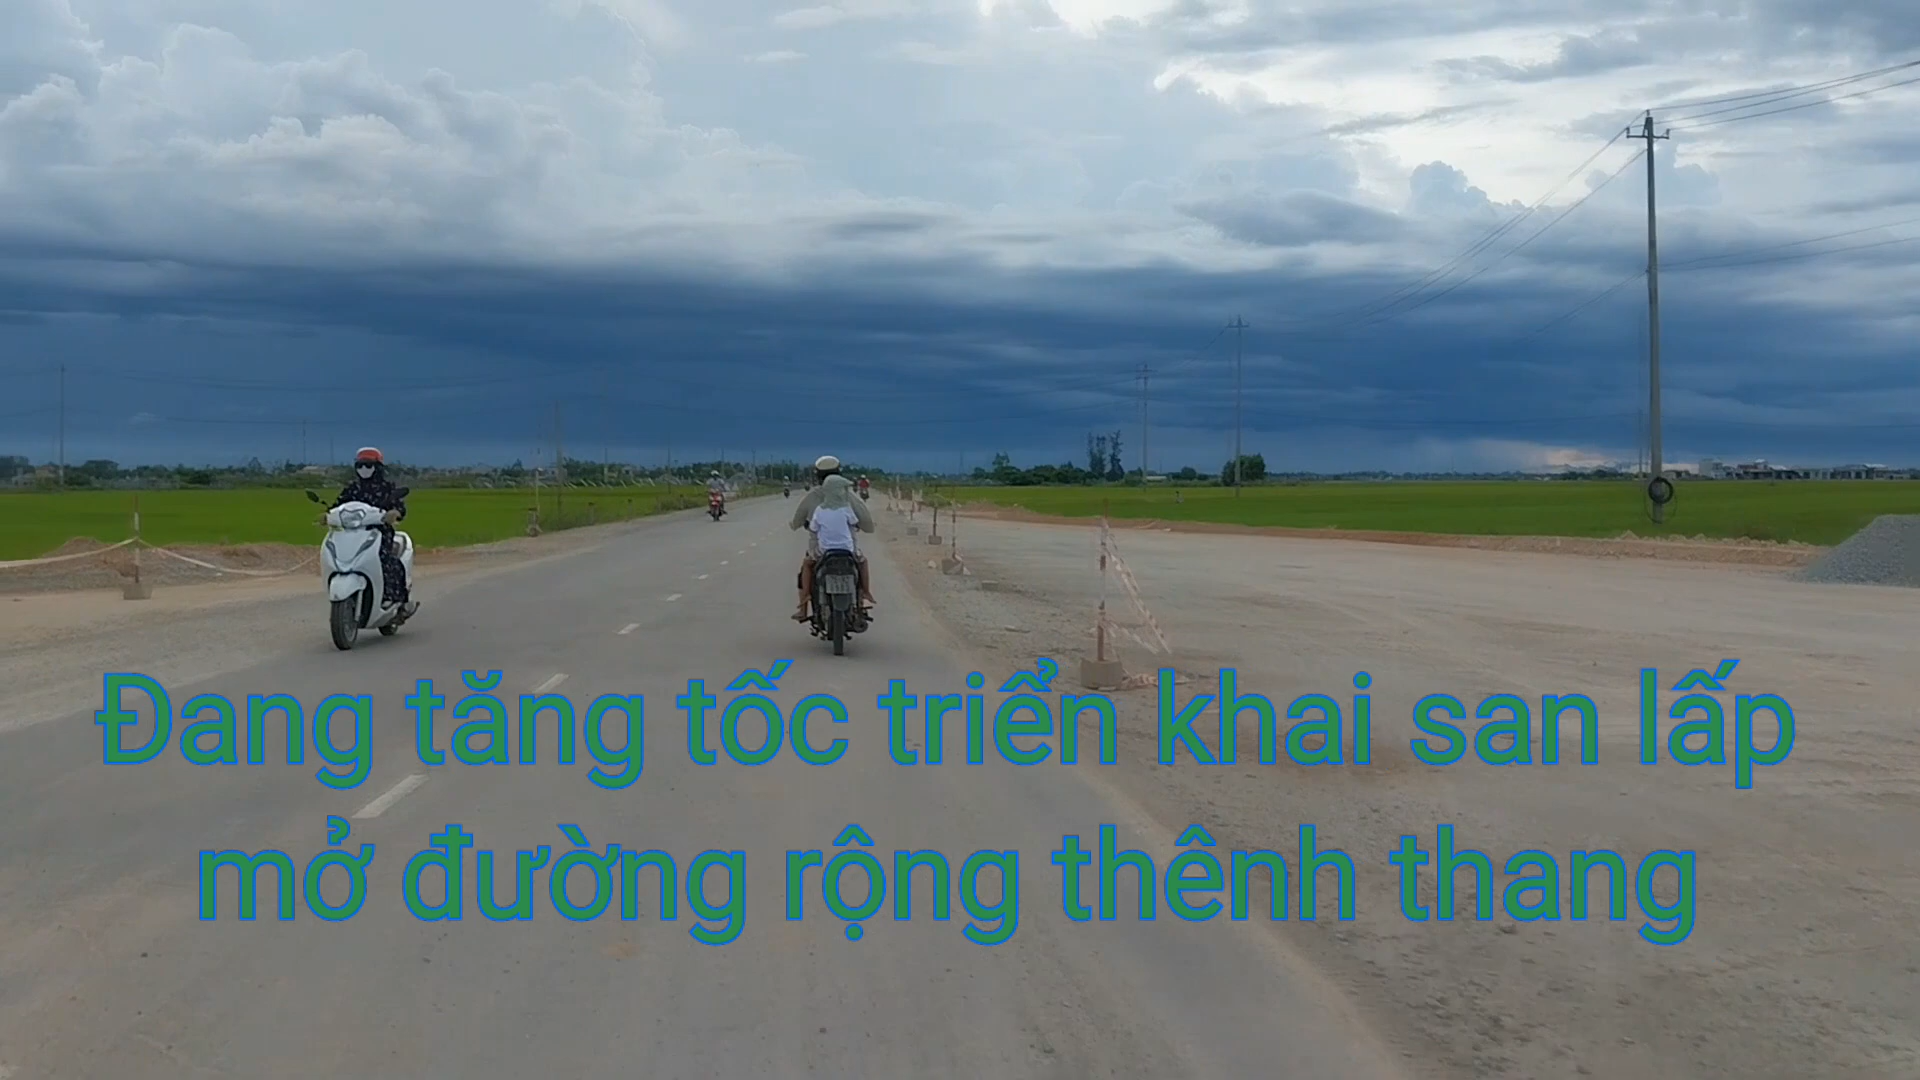 Đang tăng tốc triển khai san lấp
mở đường rộng thênh thang